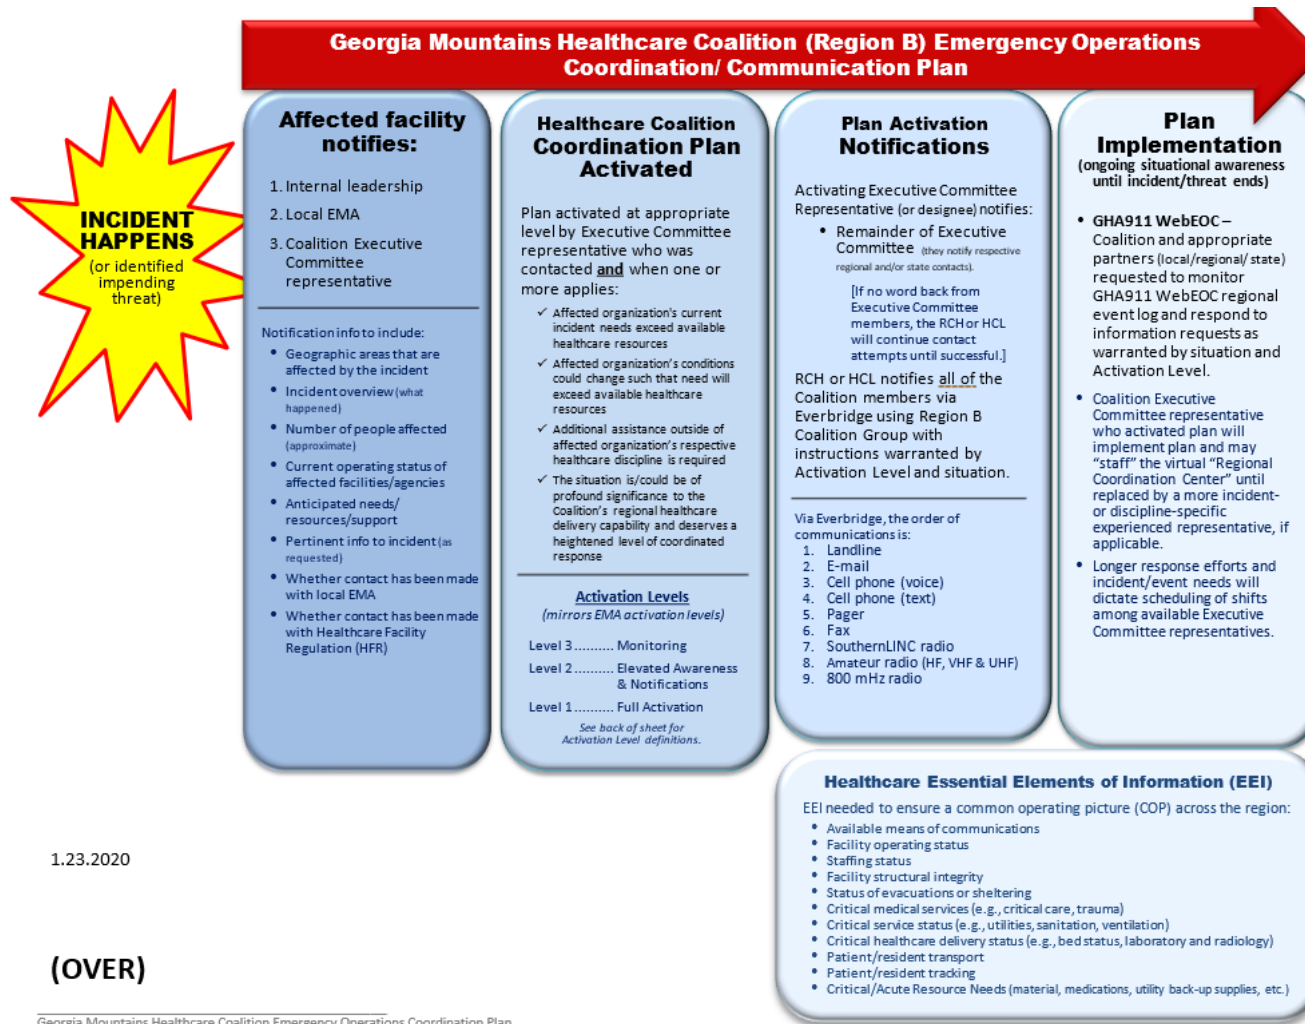 Georgia Mountains Healthcare Coalition (Region B) Emergency Operations
Coordination/ Communication Plan
INCIDENT
HAPPENS
(or identified
impending
threat)
Affected facility
notifies:
1. Internal leadership
2. Local EMA
3. Coalition Executive
Committee
representative
Notification info to include:
• Geographic areas that are
affected by the incident
• Incident overview (what
happened)
• Number of people affected
(approximate)
• Current operating status of
affected facilities/agencies
• Anticipated needs/
resources/support
• Pertinent info to incident (as
requested)
• Whether contact has been made
with local EMA
• Whether contact has been made
with Healthcare Facility
Regulation (HFR)
Healthcare Coalition
Coordination Plan
Activated
Plan activated at appropriate
level by Executive Committee
representative who was
contacted and when one or
more applies:
✓ Affected organization's current
incident needs exceed available
healthcare resources
✓ Affected organization's conditions
could change such that need will
exceed available healthcare
resources
✓ Additional assistance outside of
affected organization's respective
healthcare discipline is required
✓ The situation is/could be of
profound significance to the
Coalition's regional healthcare
delivery capability and deserves a
heightened level of coordinated
response
Activation Levels
(mirrors EMA activation levels)
Level 3.......... Monitoring
Level 2.......... Elevated Awareness
& Notifications
Level 1.......... Full Activation
See back of sheet for
Activation Level definitions.
Plan Activation
Notifications
Activating Executive Committee
Representative (or designee) notifies:
• Remainder of Executive
Committee (they notify respective
regional and/or state contacts).
[If no word back from
Executive Committee
members, the RCH or HCL
will continue contact
attempts until successful.]
RCH or HCL notifies all of the
Coalition members via
Everbridge using Region B
Coalition Group with
instructions warranted by
Activation Level and situation.
Via Everbridge, the order of
communications is:
1. Landline
2. E-mail
3. Cell phone (voice)
4. Cell phone (text)
5. Pager
6. Fax
7. SouthernLINC radio
8. Amateur radio (HF, VHF & UHF)
9. 800 mHz radio
Plan
Implementation
(ongoing situational awareness
until incident/threat ends)
• GHA911 WebEOC –
Coalition and appropriate
partners (local/regional/ state)
requested to monitor
GHA911 WebEOC regional
event log and respond to
information requests as
warranted by situation and
Activation Level.
• Coalition Executive
Committee representative
who activated plan will
implement plan and may
“staff” the virtual “Regional
Coordination Center” until
replaced by a more incident-
or discipline-specific
experienced representative, if
applicable.
• Longer response efforts and
incident/event needs will
dictate scheduling of shifts
among available Executive
Committee representatives.
Healthcare Essential Elements of Information (EEI)
EEI needed to ensure a common operating picture (COP) across the region:
• Available means of communications
• Facility operating status
• Staffing status
• Facility structural integrity
• Status of evacuations or sheltering
• Critical medical services (e.g., critical care, trauma)
• Critical service status (e.g., utilities, sanitation, ventilation)
• Critical healthcare delivery status (e.g., bed status, laboratory and radiology)
• Patient/resident transport
• Patient/resident tracking
• Critical/Acute Resource Needs (material, medications, utility back-up supplies, etc.)
1.23.2020
(OVER)
Georgia Mountains Healthcare Coalition Emergency Operations Coordination Plan